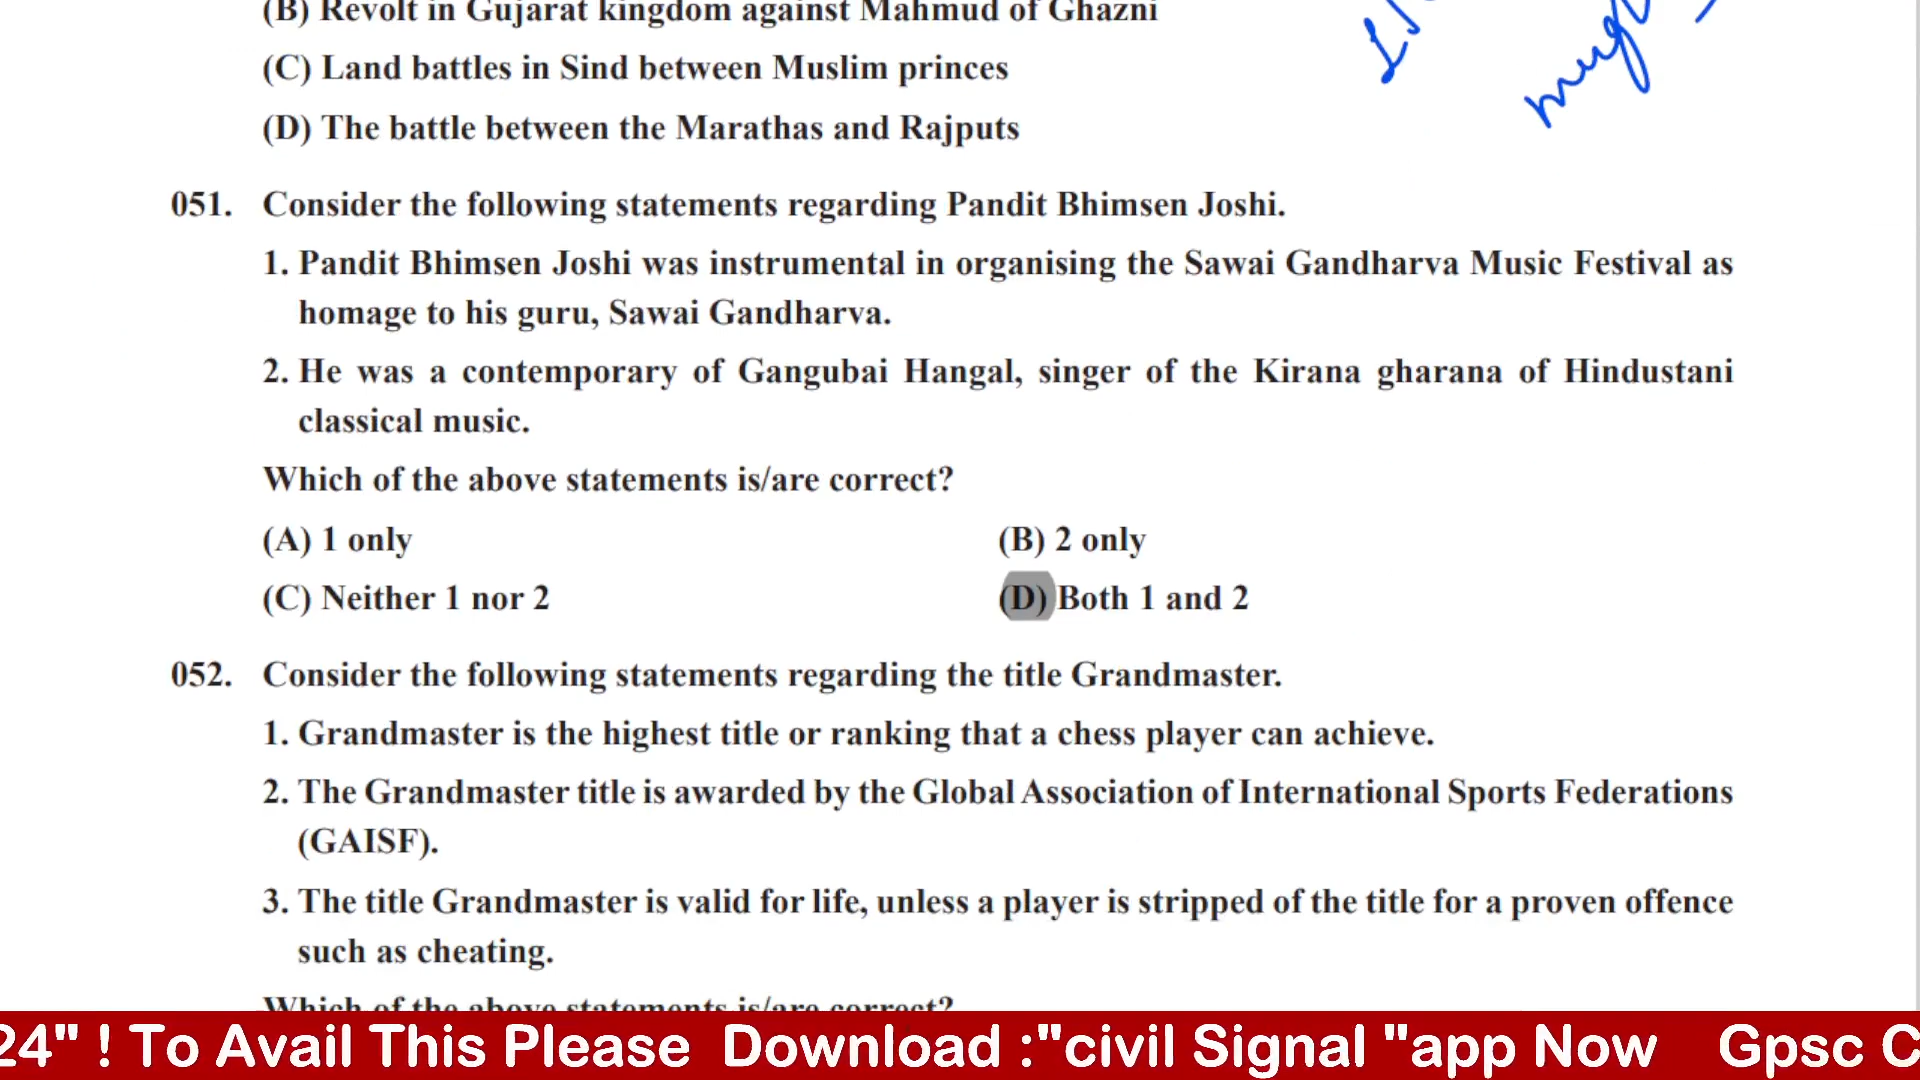 (B) Revolt in Gujarat kingdom against Mahmud of Ghazni
(C) Land battles in Sind between Muslim princes
(D) The battle between the Marathas and Rajputs
051. Consider the following statements regarding Pandit Bhimsen Joshi.
1. Pandit Bhimsen Joshi was instrumental in organising the Sawai Gandharva Music Festival as
homage to his guru, Sawai Gandharva.
2. He was a contemporary of Gangubai Hangal, singer of the Kirana gharana of Hindustani
classical music.
Which of the above statements is/are correct?
(A) 1 only
(B) 2 only
(C) Neither 1 nor 2
(D) Both 1 and 2
052. Consider the following statements regarding the title Grandmaster.
1. Grandmaster is the highest title or ranking that a chess player can achieve.
2. The Grandmaster title is awarded by the Global Association of International Sports Federations
(GAISF).
3. The title Grandmaster is valid for life, unless a player is stripped of the title for a proven offence
such as cheating.
Which of the above statements is/are correct?
24" ! To Avail This Please Download :"civil Signal "app Now Gpsc C